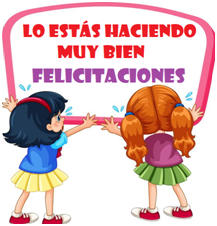 LO ESTÁS HACIENDO
MUY BIEN
FELICITACIONES